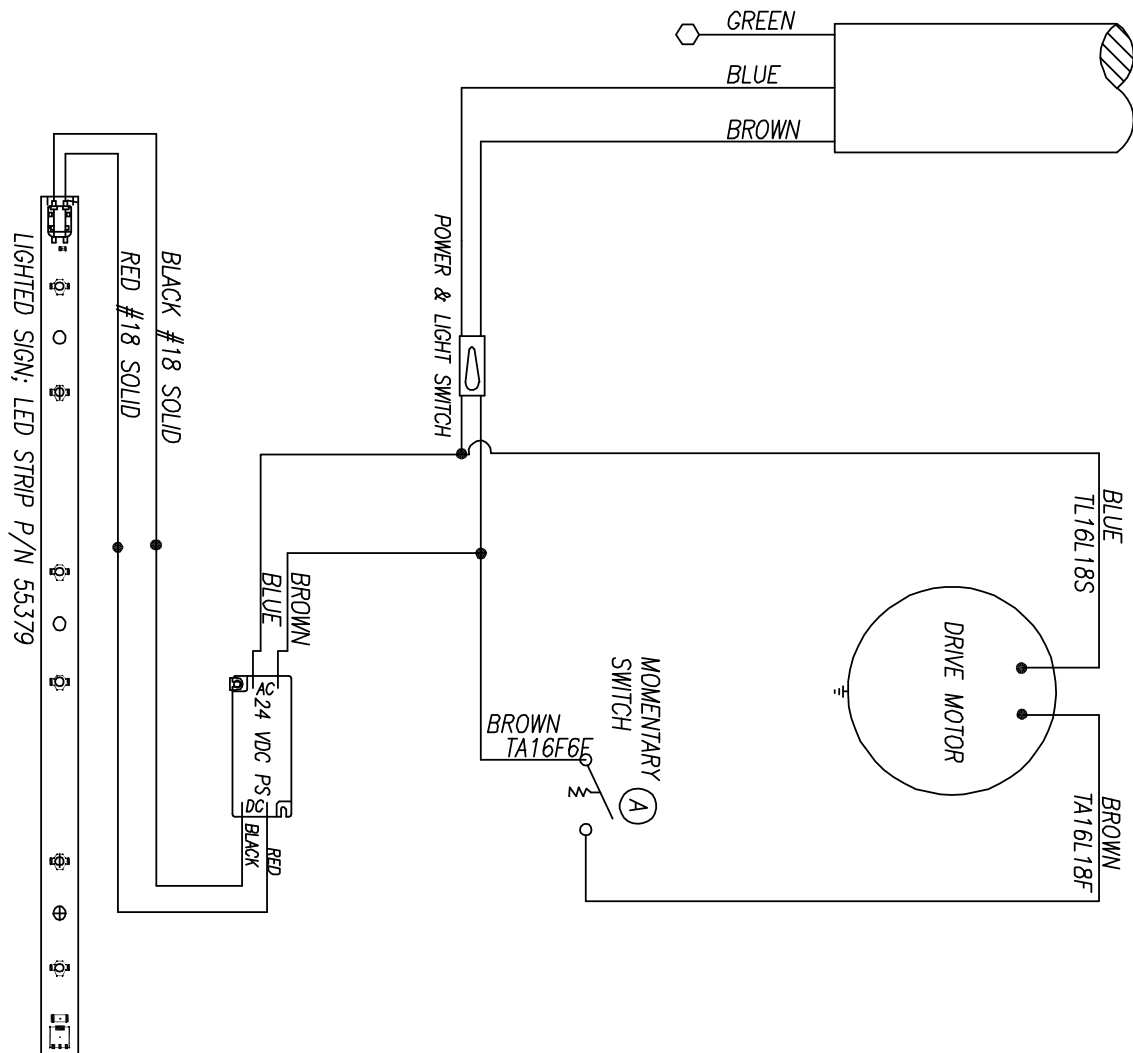 GREEN
BLUE
BROWN
POWER & LIGHT SWITCH
BLACK #18 SOLID
RED #18 SOLID
LIGHTED SIGN; LED STRIP P/N 55379
BLUE
TL16L18S
DRIVE MOTOR
BROWN
TA16L18F
BROWN
BLUE
AC
24 VDC PS
DC
BLACK
RED
MOMENTARY
SWITCH
A
BROWN
TA16F6F